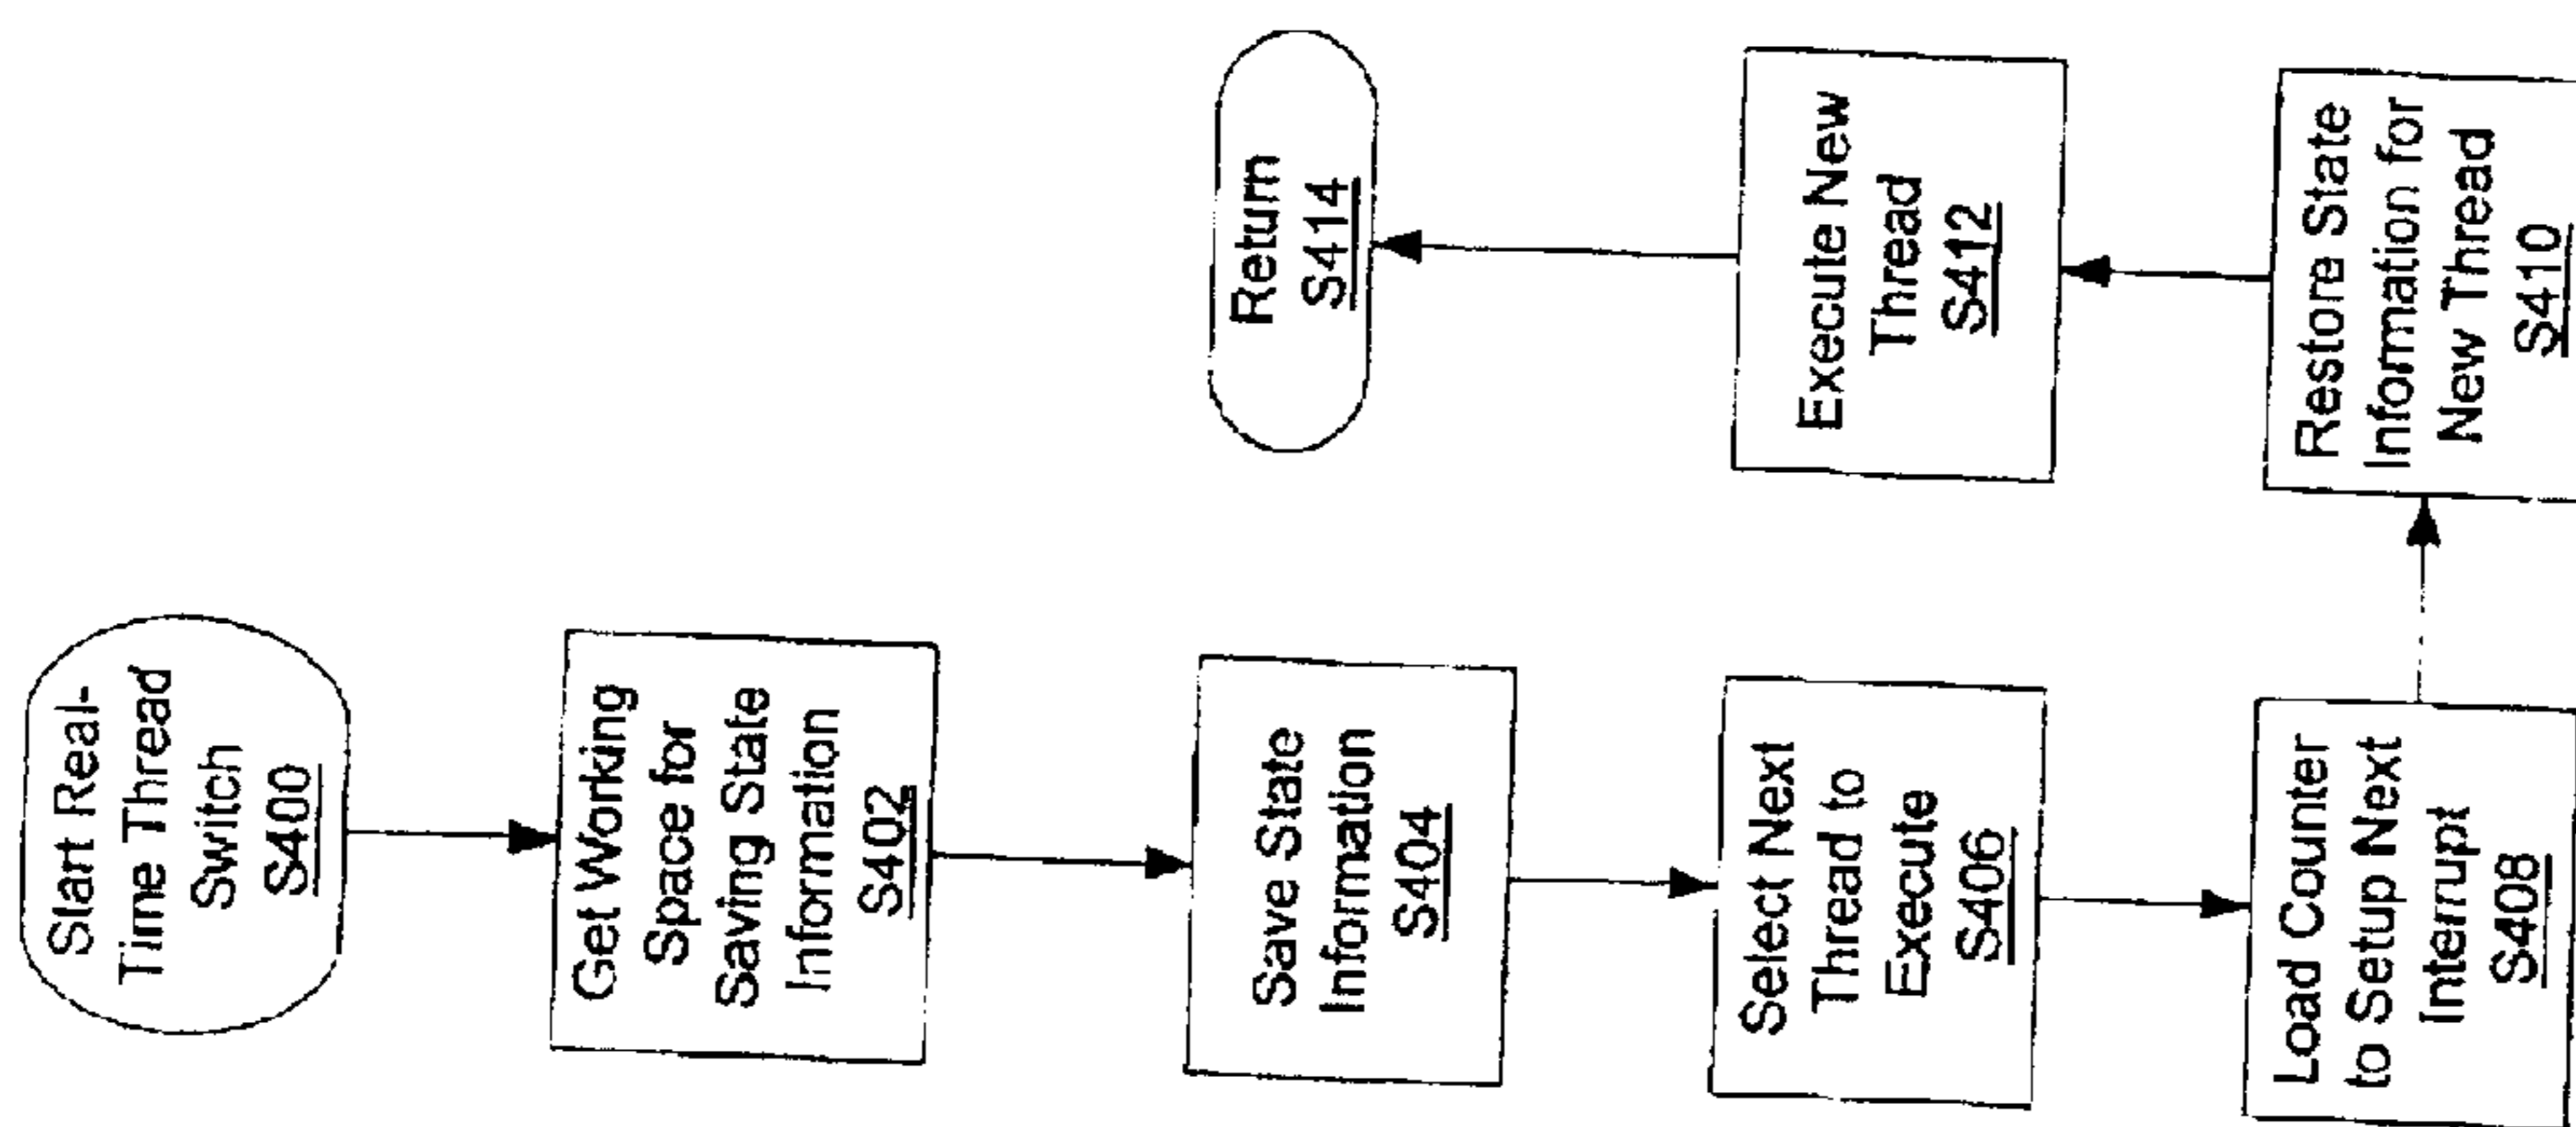 Start Real-
Time Thread
Switch
S400
Get Working
Space for
Saving State
Information
S402
Save State
Information
S404
Select Next
Thread to
Execute
S406
Load Counter
to Setup Next
Interrupt
S408
Restore State
Information for
New Thread
S410
Execute New
Thread
S412
Return
S414